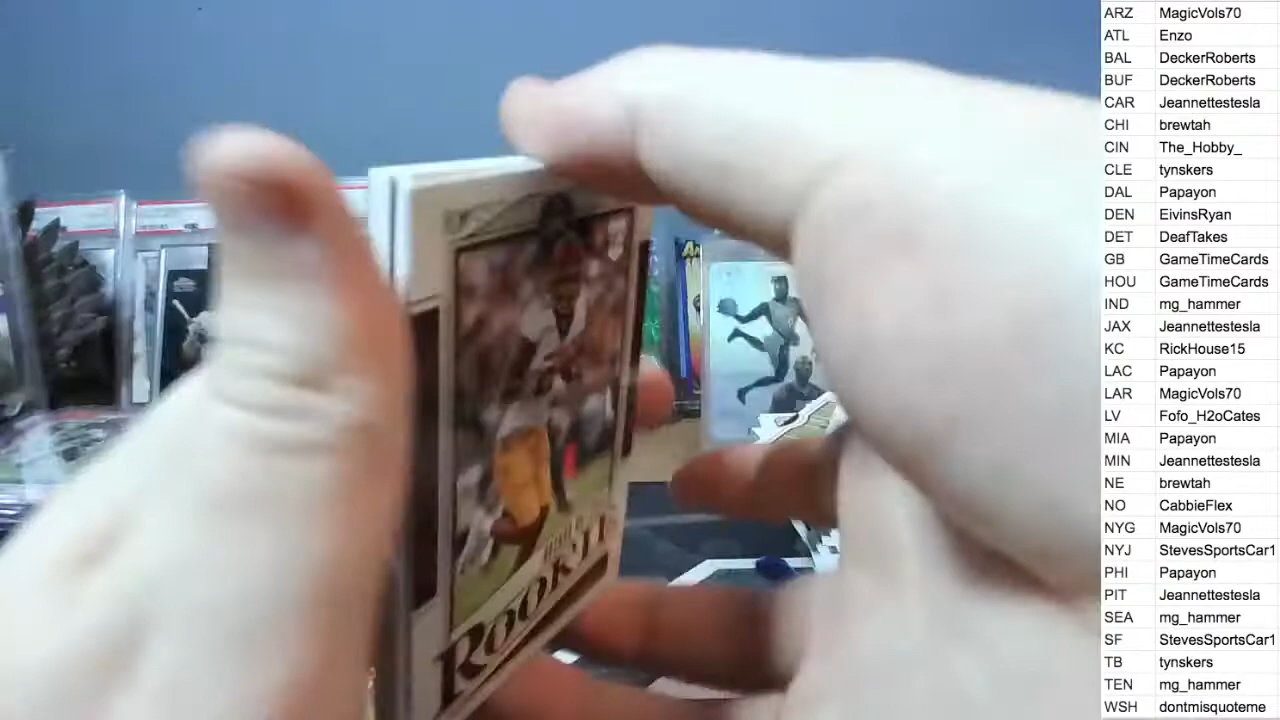 ARZ MagicVols70
ATL Enzo
BAL DeckerRoberts
BUF DeckerRoberts
CAR Jeannettestesla
CHI brewtah
CIN The_Hobby_
CLE tynskers
DAL Papayon
DEN EivinsRyan
DET DeafTakes
GB GameTimeCards
HOU GameTimeCards
IND mg_hammer
JAX Jeannettestesla
KC RickHouse15
LAC Papayon
LAR MagicVols70
LV Fofo_H2oCates
MIA Papayon
MIN Jeannettestesla
NE brewtah
NO CabbieFlex
NYG MagicVols70
NYJ StevesSportsCar1
PHI Papayon
PIT Jeannettestesla
SEA mg_hammer
SF StevesSportsCar1
TB tynskers
TEN mg_hammer
WSH dontmisquoteme
ROOKIE